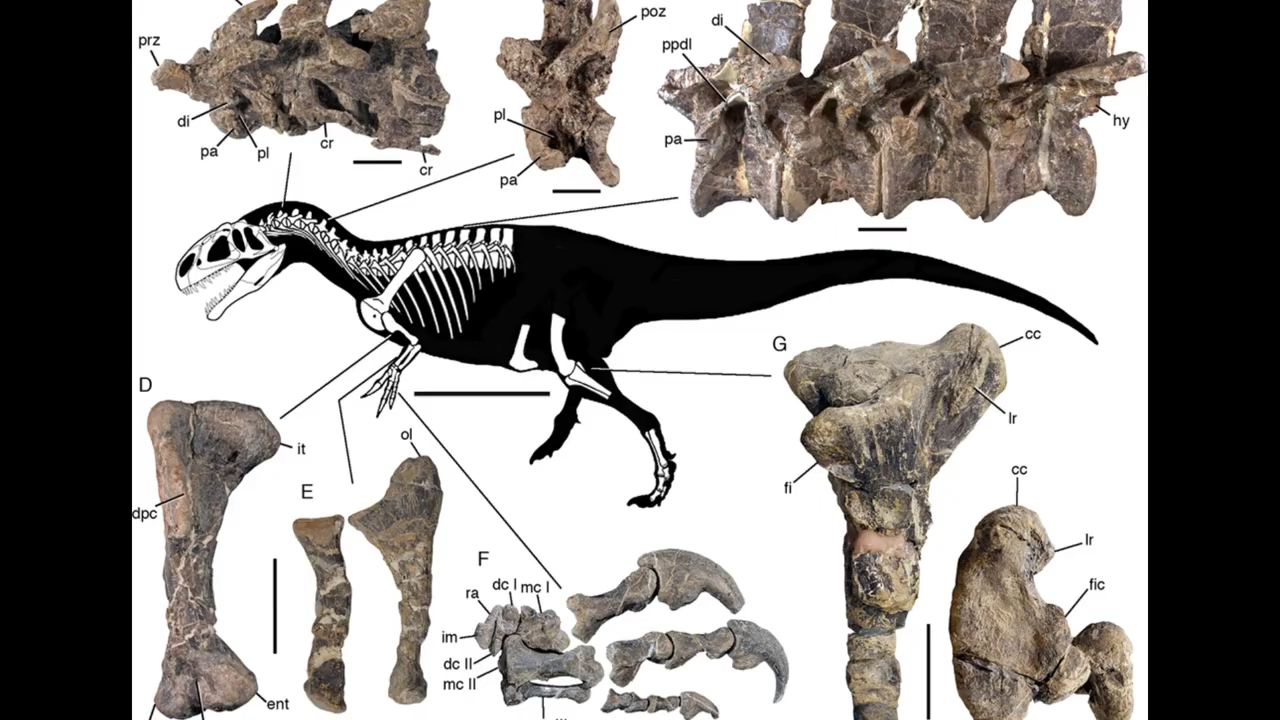 prz
di
pa
pl
cr
cr
poz
pl
pa
di
ppdl
pa
hy
D
it
dpc
ent
E
ol
F
ra
dc I
mc I
im
dc II
mc II
G
cc
lr
fi
cc
lr
fic